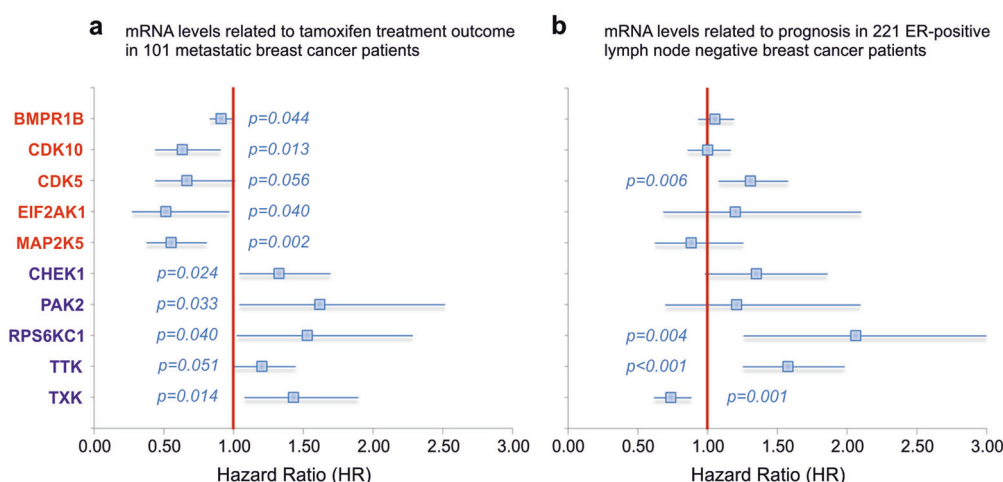 a mRNA levels related to tamoxifen treatment outcome
in 101 metastatic breast cancer patients
b mRNA levels related to prognosis in 221 ER-positive
lymph node negative breast cancer patients
BMPR1B p=0.044
CDK10 p=0.013
CDK5 p=0.056 p=0.006
EIF2AK1 p=0.040
MAP2K5 p=0.002
CHEK1 p=0.024
PAK2 p=0.033
RPS6KC1 p=0.040 p=0.004
TTK p=0.051 p<0.001
TXK p=0.014 p=0.001
0.00 0.50 1.00 1.50 2.00 2.50 3.00 0.00 0.50 1.00 1.50 2.00 2.50 3.00
Hazard Ratio (HR) Hazard Ratio (HR)